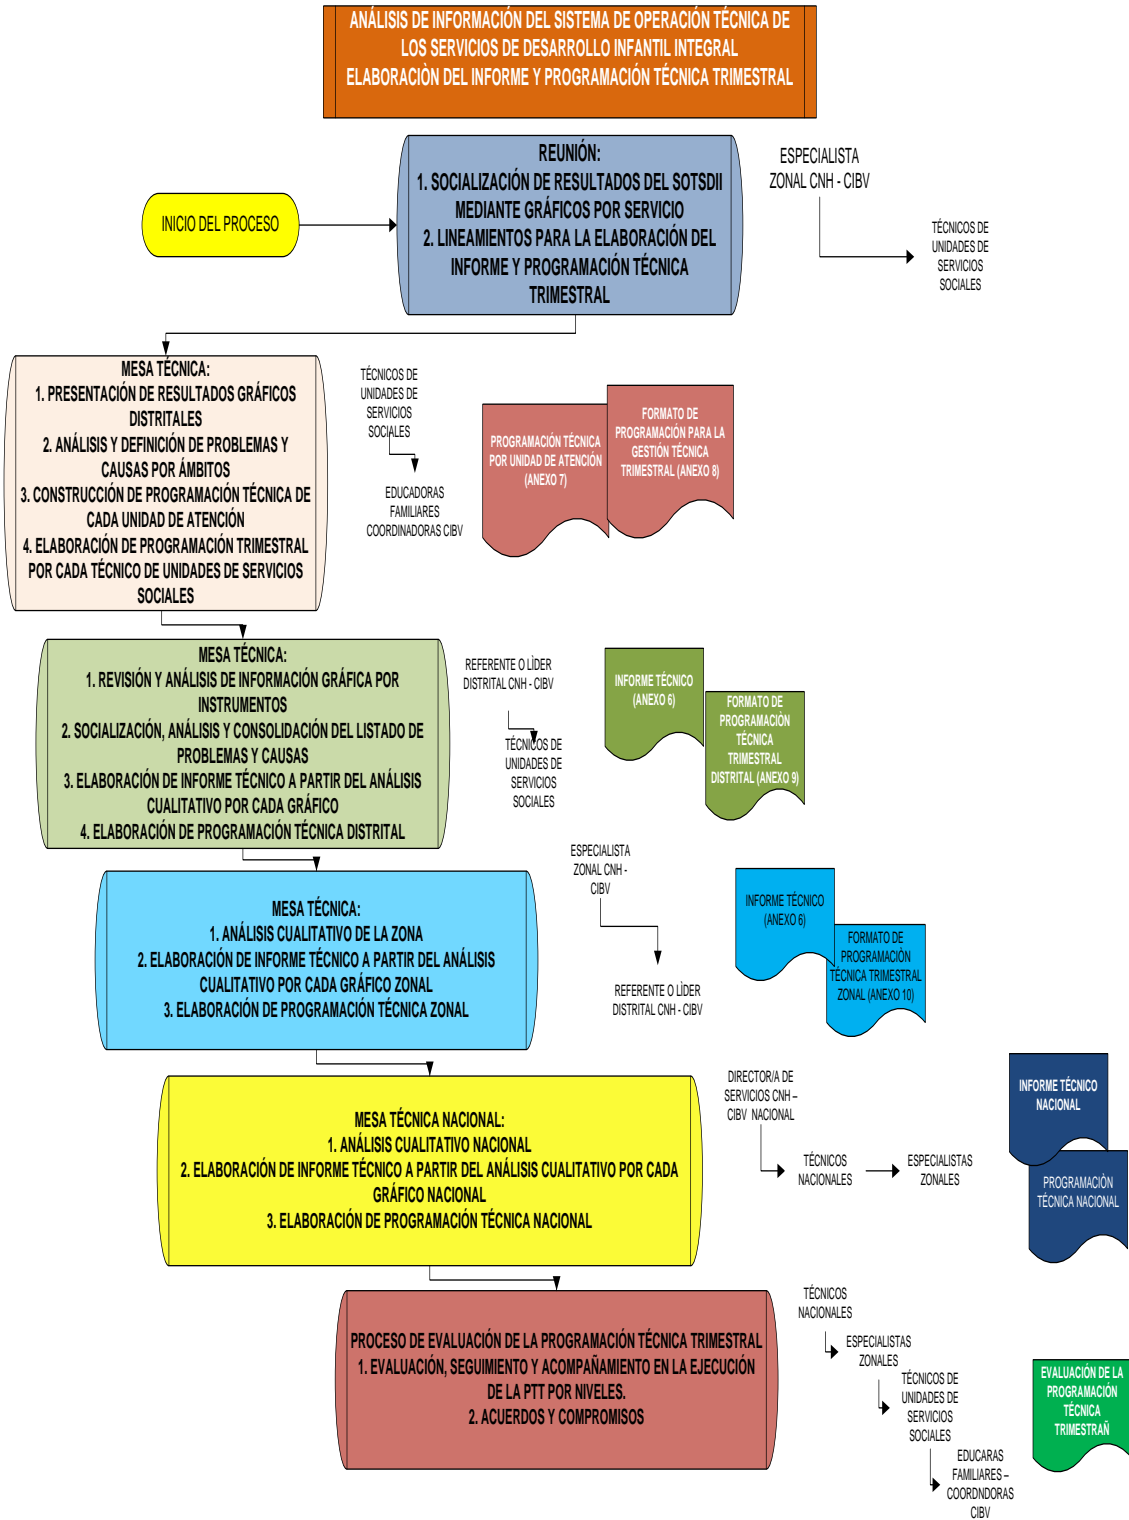 ANÁLISIS DE INFORMACIÓN DEL SISTEMA DE OPERACIÓN TÉCNICA DE
LOS SERVICIOS DE DESARROLLO INFANTIL INTEGRAL
ELABORACIÒN DEL INFORME Y PROGRAMACIÓN TÉCNICA TRIMESTRAL
INICIO DEL PROCESO
REUNIÓN:
1. SOCIALIZACIÓN DE RESULTADOS DEL SOTSDII
MEDIANTE GRÁFICOS POR SERVICIO
2. LINEAMIENTOS PARA LA ELABORACIÓN DEL
INFORME Y PROGRAMACIÓN TÉCNICA
TRIMESTRAL
ESPECIALISTA
ZONAL CNH - CIBV
TÉCNICOS DE
UNIDADES DE
SERVICIOS
SOCIALES
MESA TÉCNICA:
1. PRESENTACIÓN DE RESULTADOS GRÁFICOS
DISTRITALES
2. ANÁLISIS Y DEFINICIÓN DE PROBLEMAS Y
CAUSAS POR ÁMBITOS
3. CONSTRUCCIÓN DE PROGRAMACIÓN TÉCNICA DE
CADA UNIDAD DE ATENCIÓN
4. ELABORACIÓN DE PROGRAMACIÓN TRIMESTRAL
POR CADA TÉCNICO DE UNIDADES DE SERVICIOS
SOCIALES
TÉCNICOS DE
UNIDADES DE
SERVICIOS
SOCIALES
EDUCADORAS
FAMILIARES
COORDINADORAS CIBV
PROGRAMACIÓN TÉCNICA
POR UNIDAD DE ATENCIÓN
(ANEXO 7)
FORMATO DE
PROGRAMACIÓN PARA LA
GESTIÓN TÉCNICA
TRIMESTRAL (ANEXO 8)
MESA TÉCNICA:
1. REVISIÓN Y ANÁLISIS DE INFORMACIÓN GRÁFICA POR
INSTRUMENTOS
2. SOCIALIZACIÓN, ANÁLISIS Y CONSOLIDACIÓN DEL LISTADO DE
PROBLEMAS Y CAUSAS
3. ELABORACIÓN DE INFORME TÉCNICO A PARTIR DEL ANÁLISIS
CUALITATIVO POR CADA GRÁFICO
4. ELABORACIÓN DE PROGRAMACIÓN TÉCNICA DISTRITAL
REFERENTE O LÌDER
DISTRITAL CNH - CIBV
TÉCNICOS DE
UNIDADES DE
SERVICIOS
SOCIALES
INFORME TÉCNICO
(ANEXO 6)
FORMATO DE
PROGRAMACIÒN
TÉCNICA
TRIMESTRAL
DISTRITAL (ANEXO 9)
MESA TÉCNICA:
1. ANÁLISIS CUALITATIVO DE LA ZONA
2. ELABORACIÓN DE INFORME TÉCNICO A PARTIR DEL ANÁLISIS
CUALITATIVO POR CADA GRÁFICO ZONAL
3. ELABORACIÓN DE PROGRAMACIÓN TÉCNICA ZONAL
ESPECIALISTA
ZONAL CNH -
CIBV
REFERENTE O LÌDER
DISTRITAL CNH - CIBV
INFORME TÉCNICO
(ANEXO 6)
FORMATO DE
PROGRAMACIÒN
TÉCNICA TRIMESTRAL
ZONAL (ANEXO 10)
MESA TÉCNICA NACIONAL:
1. ANÁLISIS CUALITATIVO NACIONAL
2. ELABORACIÓN DE INFORME TÉCNICO A PARTIR DEL ANÁLISIS CUALITATIVO POR CADA
GRÁFICO NACIONAL
3. ELABORACIÓN DE PROGRAMACIÓN TÉCNICA NACIONAL
DIRECTOR/A DE
SERVICIOS CNH –
CIBV NACIONAL
TÉCNICOS
NACIONALES
ESPECIALISTAS
ZONALES
INFORME TÉCNICO
NACIONAL
PROGRAMACIÒN
TÉCNICA NACIONAL
PROCESO DE EVALUACIÓN DE LA PROGRAMACIÓN TÉCNICA TRIMESTRAL
1. EVALUACIÓN, SEGUIMIENTO Y ACOMPAÑAMIENTO EN LA EJECUCIÓN
DE LA PTT POR NIVELES.
2. ACUERDOS Y COMPROMISOS
TÉCNICOS
NACIONALES
ESPECIALISTAS
ZONALES
TÉCNICOS DE
UNIDADES DE
SERVICIOS
SOCIALES
EDUCARAS
FAMILIARES –
COORDNDORAS
CIBV
EVALUACIÓN DE LA
PROGRAMACIÓN
TÉCNICA
TRIMESTRAÑ